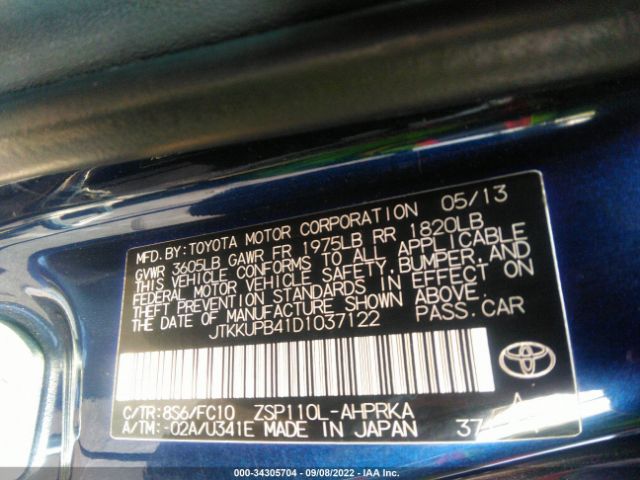 MFD. BY: TOYOTA MOTOR CORPORATION 05/13
GVWR 3605LB GAWR FR 1975LB RR 1820LB
THIS VEHICLE CONFORMS TO ALL APPLICABLE
FEDERAL MOTOR VEHICLE SAFETY, BUMPER, AND
THEFT PREVENTION STANDARDS IN EFFECT ON
THE DATE OF MANUFACTURE SHOWN ABOVE.
JTKKUPB41D1037122 PASS. CAR
C/TR: 8S6/FC10 ZSP110L-AHPRKA
A/TM: -02A/U341E MADE IN JAPAN
000-34305704 - 09/08/2022 - IAA Inc.